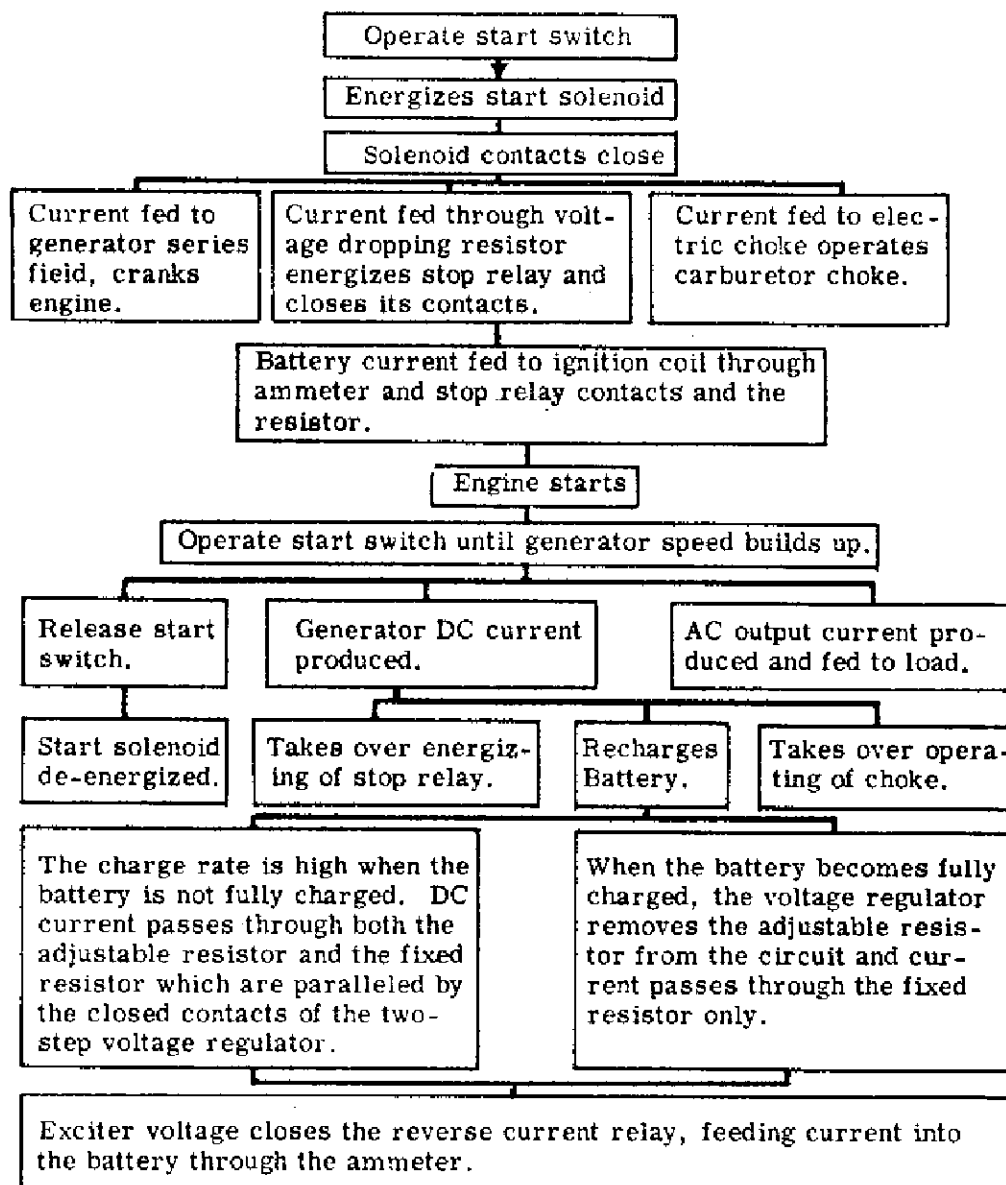 Operate start switch
Energizes start solenoid
Solenoid contacts close
Current fed to
generator series
field, cranks
engine.
Current fed through volt-
age dropping resistor
energizes stop relay and
closes its contacts.
Current fed to elec-
tric choke operates
carburetor choke.
Battery current fed to ignition coil through
ammeter and stop relay contacts and the
resistor.
Engine starts
Operate start switch until generator speed builds up.
Release start
switch.
Generator DC current
produced.
AC output current pro-
duced and fed to load.
Start solenoid
de-energized.
Takes over energiz-
ing of stop relay.
Recharges
Battery.
Takes over opera-
ting of choke.
The charge rate is high when the
battery is not fully charged. DC
current passes through both the
adjustable resistor and the fixed
resistor which are paralleled by
the closed contacts of the two-
step voltage regulator.
When the battery becomes fully
charged, the voltage regulator
removes the adjustable resis-
tor from the circuit and cur-
rent passes through the fixed
resistor only.
Exciter voltage closes the reverse current relay, feeding current into
the battery through the ammeter.